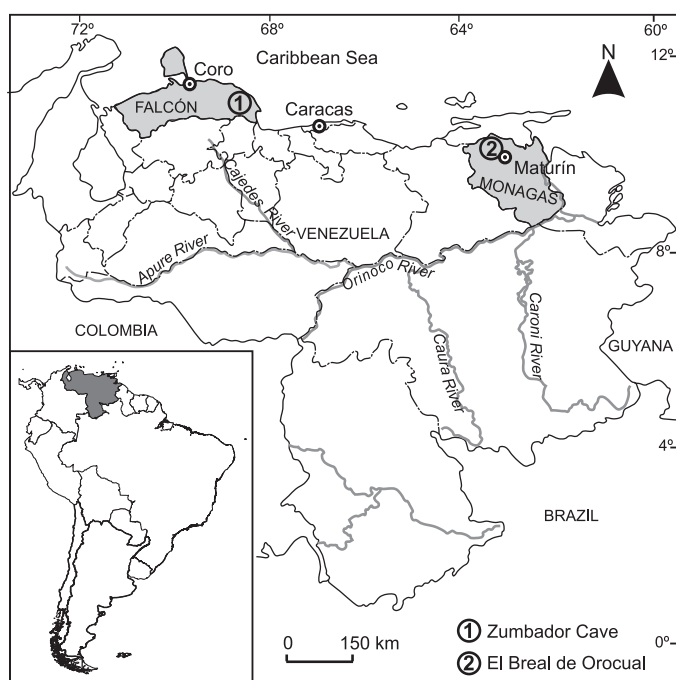 72º
68º
64º
60º
12º
Caribbean Sea
N
Coro
FALCÓN
1
Caracas
2
Maturín
MONAGAS
Cajedes River
VENEZUELA
8º
Apure River
Orinoco River
COLOMBIA
Caura River
Caroni River
GUYANA
4º
BRAZIL
0 150 km
1 Zumbador Cave
0º
2 El Breal de Orocual